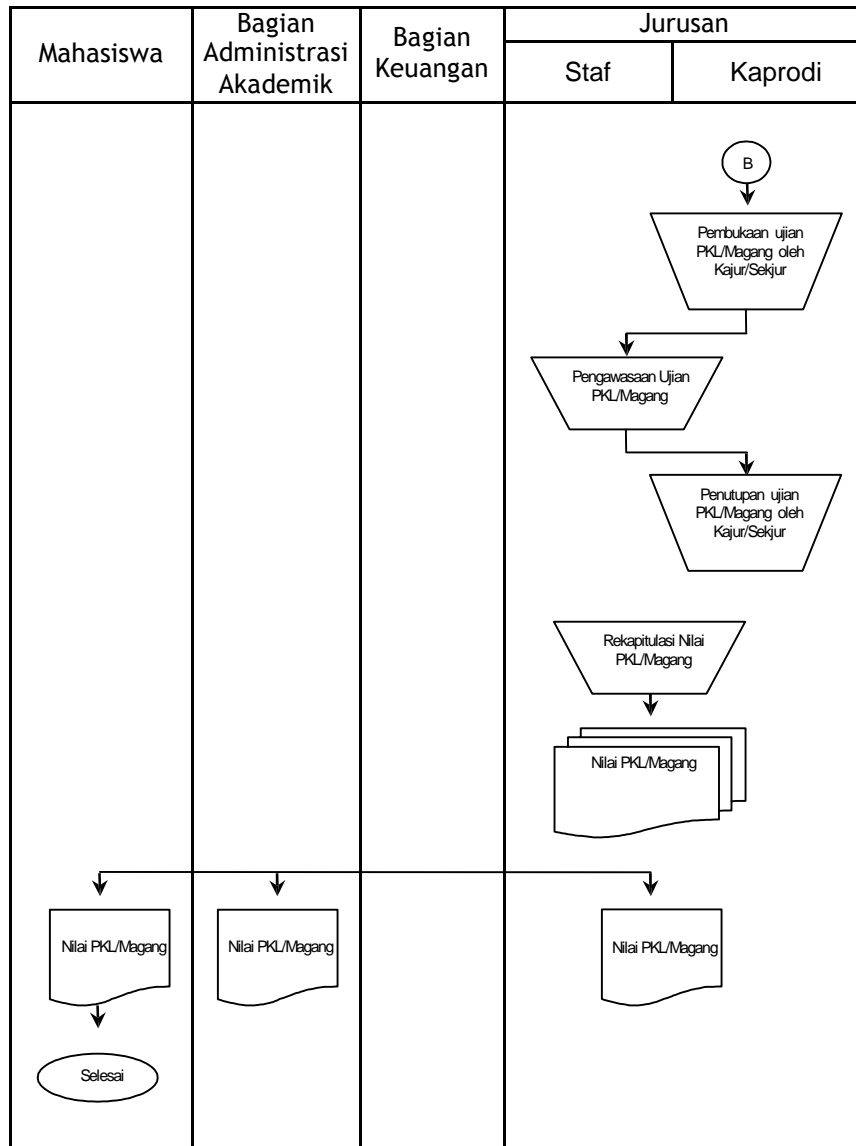 Mahasiswa
Bagian
Administrasi
Akademik
Bagian
Keuangan
Jurusan
Staf
Kaprodi
B
Pembukaan ujian
PKL/Magang oleh
Kajur/Sekjur
Pengawasaan Ujian
PKL/Magang
Penutupan ujian
PKL/Magang oleh
Kajur/Sekjur
Rekapitulasi Nilai
PKL/Magang
Nilai PKL/Magang
Nilai PKL/Magang
Nilai PKL/Magang
Nilai PKL/Magang
Selesai